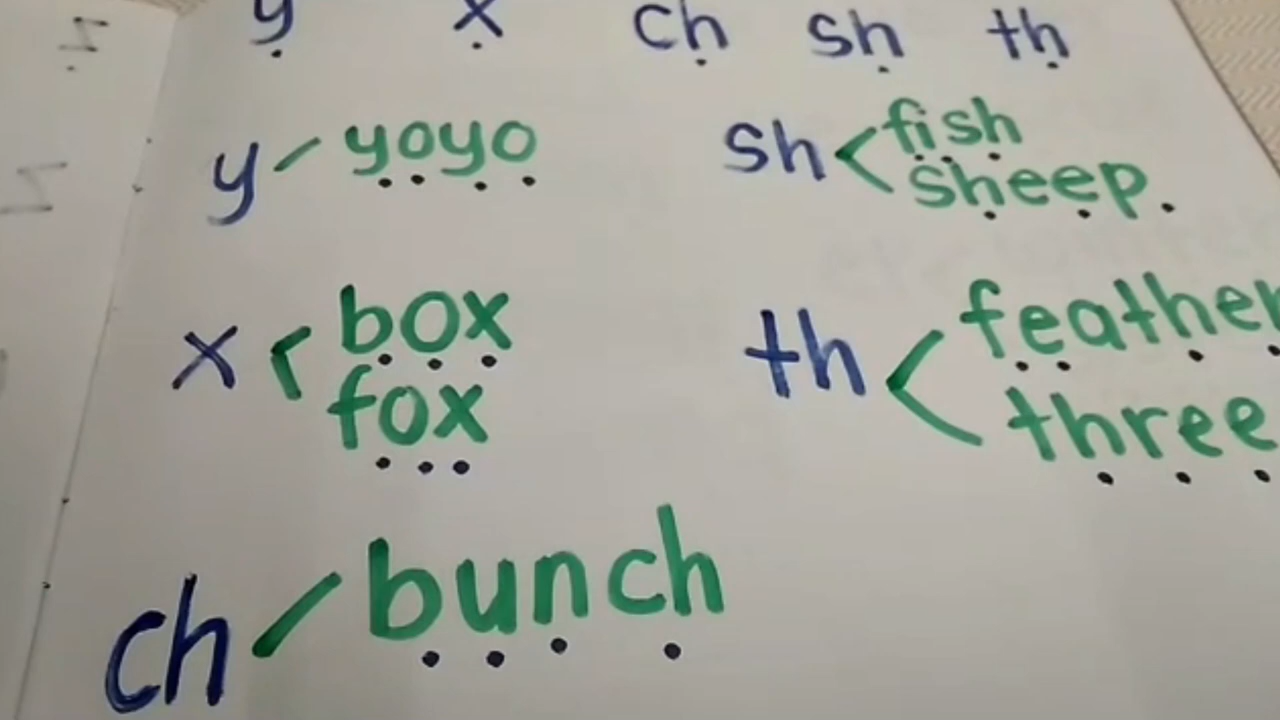 y x ch sh th
y yoyo
sh fish
sheep.
x box
fox
th feather
three
ch bunch